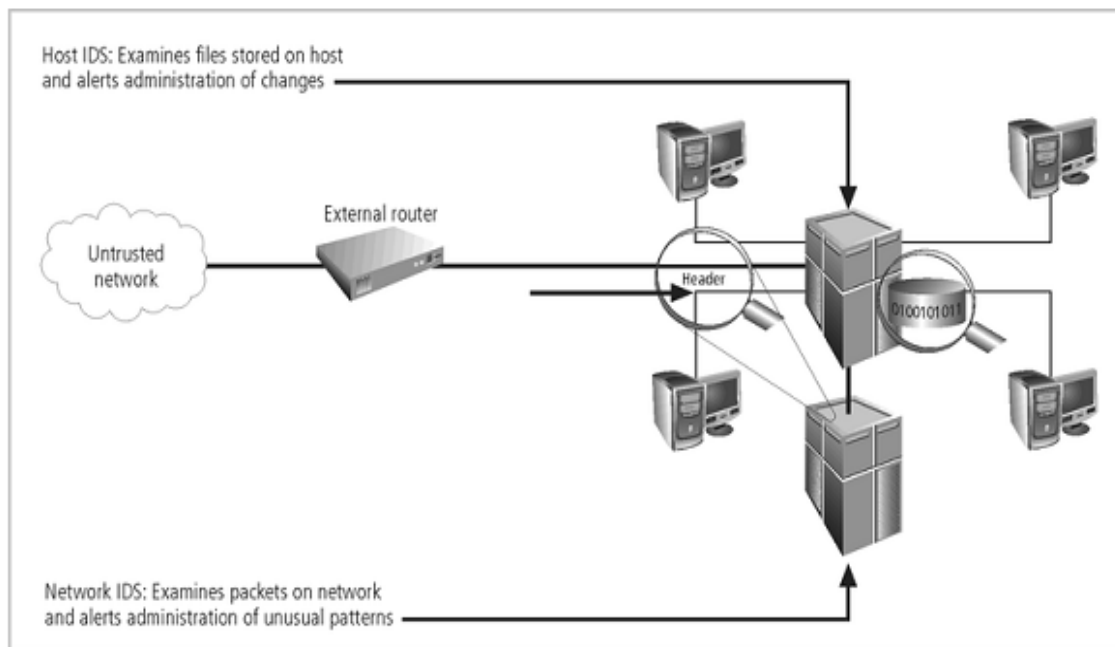 Host IDS: Examines files stored on host
and alerts administration of changes
External router
Untrusted
network
Header
0100101011
Network IDS: Examines packets on network
and alerts administration of unusual patterns